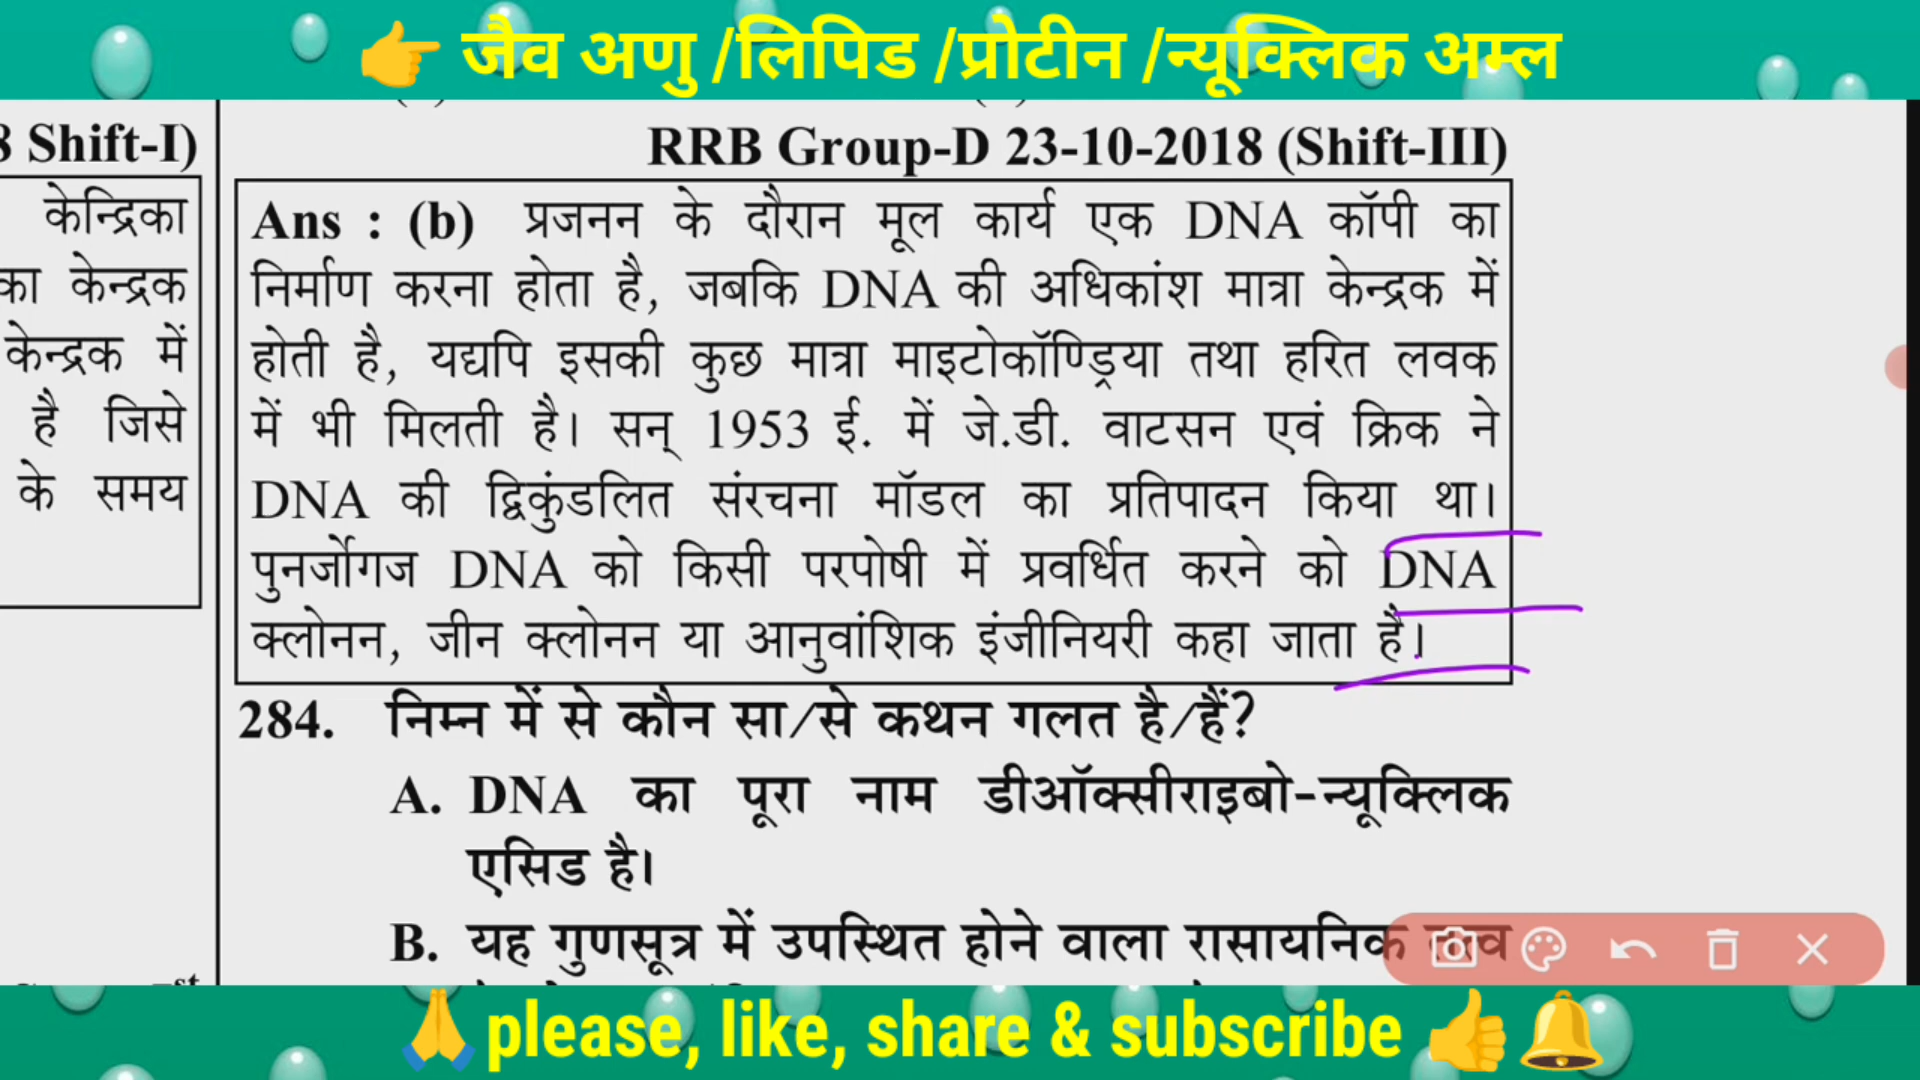 जैव अणु /लिपिड /प्रोटीन /न्यूक्लिक अम्ल
8 Shift-I)
केन्द्रिका
का केन्द्रक
केन्द्रक में
है जिसे
के समय
RRB Group-D 23-10-2018 (Shift-III)
Ans : (b) प्रजनन के दौरान मूल कार्य एक DNA कॉपी का
निर्माण करना होता है, जबकि DNA की अधिकांश मात्रा केन्द्रक में
होती है, यद्यपि इसकी कुछ मात्रा माइटोकॉण्ड्रिया तथा हरित लवक
में भी मिलती है। सन् 1953 ई. में जे.डी. वाटसन एवं क्रिक ने
DNA की द्विकुंडलित संरचना मॉडल का प्रतिपादन किया था।
पुनर्जोगज DNA को किसी परपोषी में प्रवर्धित करने को DNA
क्लोनन, जीन क्लोनन या आनुवांशिक इंजीनियरी कहा जाता है।
284. निम्न में से कौन सा/से कथन गलत है/हैं?
A. DNA का पूरा नाम डीऑक्सीराइबो-न्यूक्लिक
एसिड है।
B. यह गुणसूत्र में उपस्थित होने वाला रासायनिक तत्व
please, like, share & subscribe